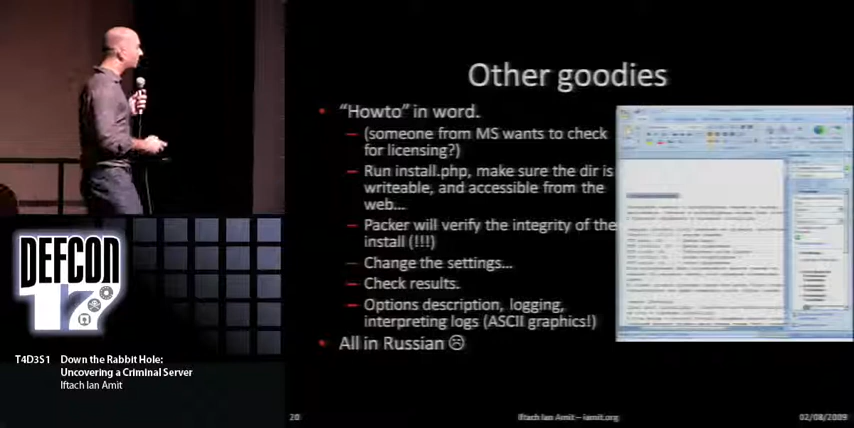 Other goodies
• "Howto" in word.
– (someone from MS wants to check
for licensing?)
– Run install.php, make sure the dir is
writeable, and accessible from the
web...
– Packer will verify the integrity of the
install (!!!)
– Change the settings...
– Check results.
– Options description, logging,
interpreting logs (ASCII graphics!)
• All in Russian ☹
DEFCON
17
T4D3S1 Down the Rabbit Hole:
Uncovering a Criminal Server
Iftach Ian Amit
20
Iftach Ian Amit – iamit.org
02/08/2009